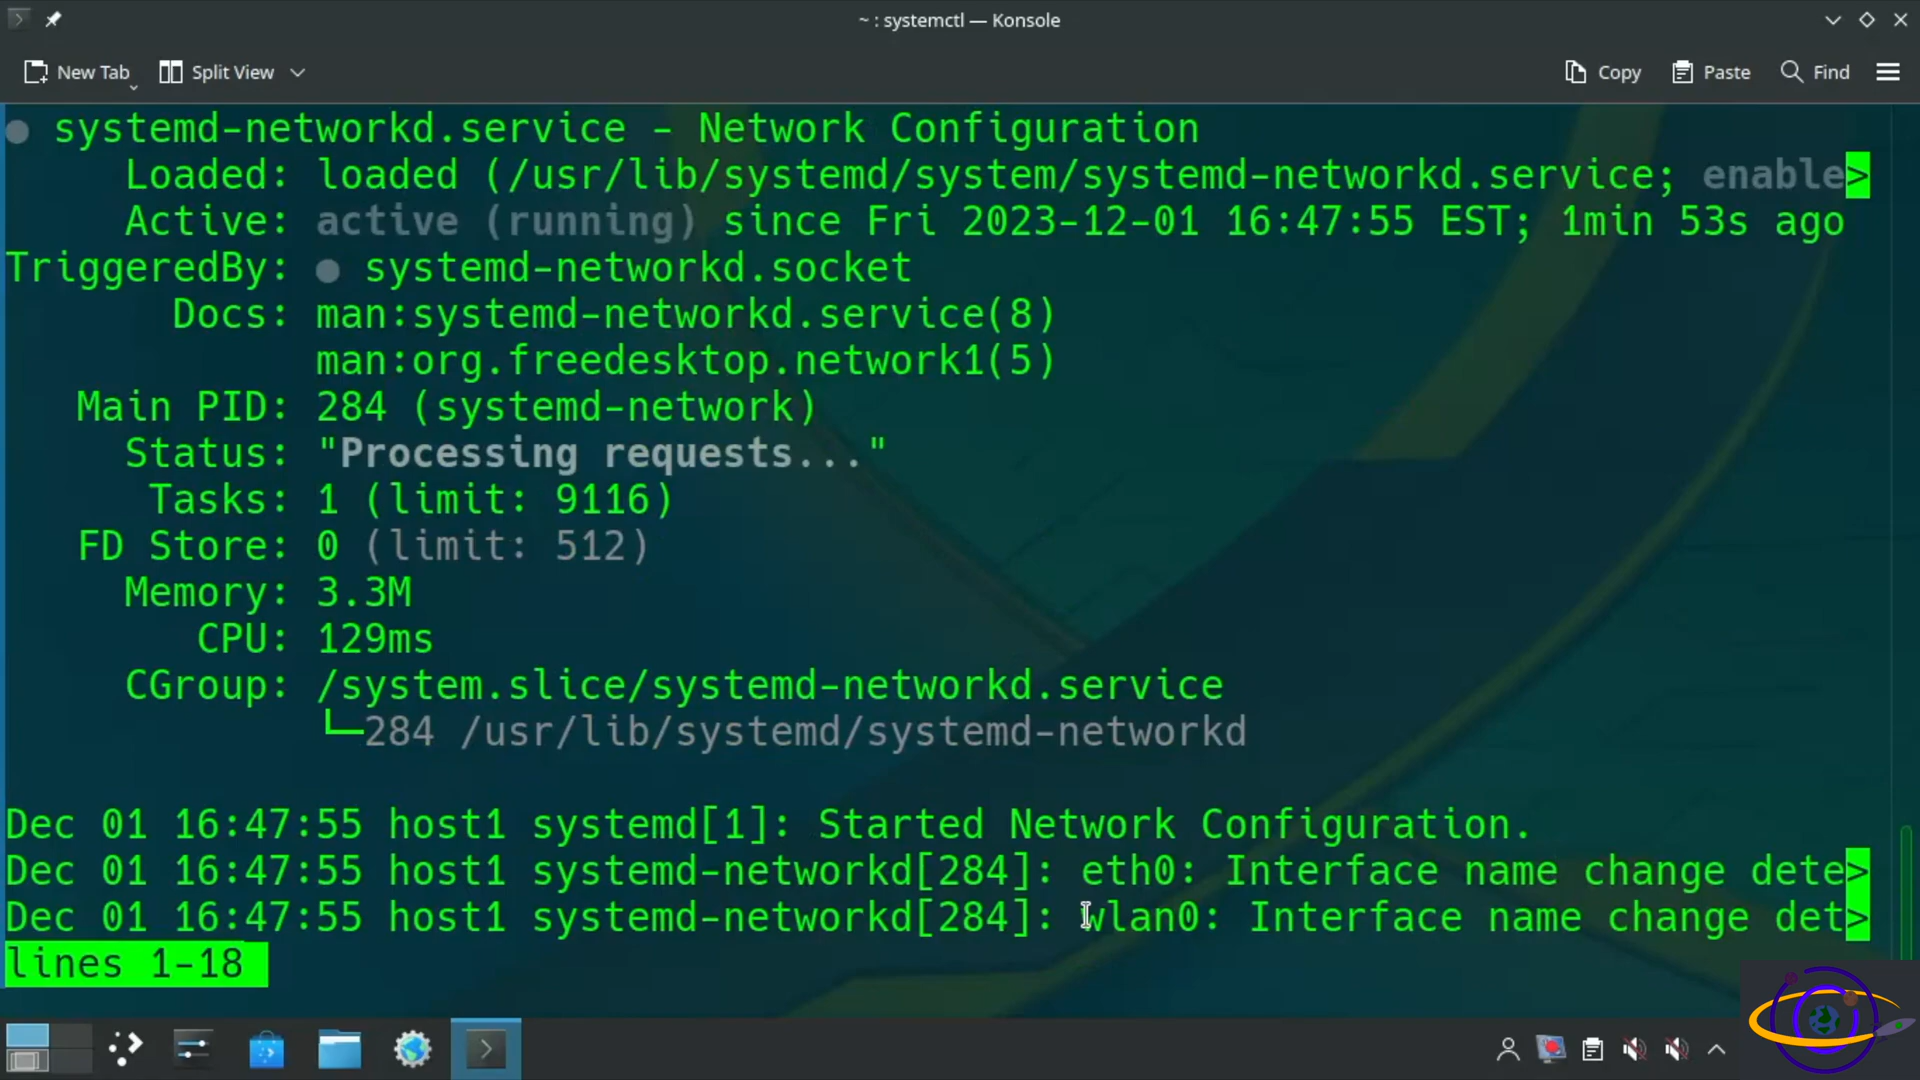 ~ : systemctl — Konsole
New Tab Split View Copy Paste Find
● systemd-networkd.service - Network Configuration
Loaded: loaded (/usr/lib/systemd/system/systemd-networkd.service; enable>
Active: active (running) since Fri 2023-12-01 16:47:55 EST; 1min 53s ago
TriggeredBy: ● systemd-networkd.socket
Docs: man:systemd-networkd.service(8)
man:org.freedesktop.network1(5)
Main PID: 284 (systemd-network)
Status: "Processing requests..."
Tasks: 1 (limit: 9116)
FD Store: 0 (limit: 512)
Memory: 3.3M
CPU: 129ms
CGroup: /system.slice/systemd-networkd.service
└─284 /usr/lib/systemd/systemd-networkd
Dec 01 16:47:55 host1 systemd[1]: Started Network Configuration.
Dec 01 16:47:55 host1 systemd-networkd[284]: eth0: Interface name change dete>
Dec 01 16:47:55 host1 systemd-networkd[284]: wlan0: Interface name change det>
lines 1-18